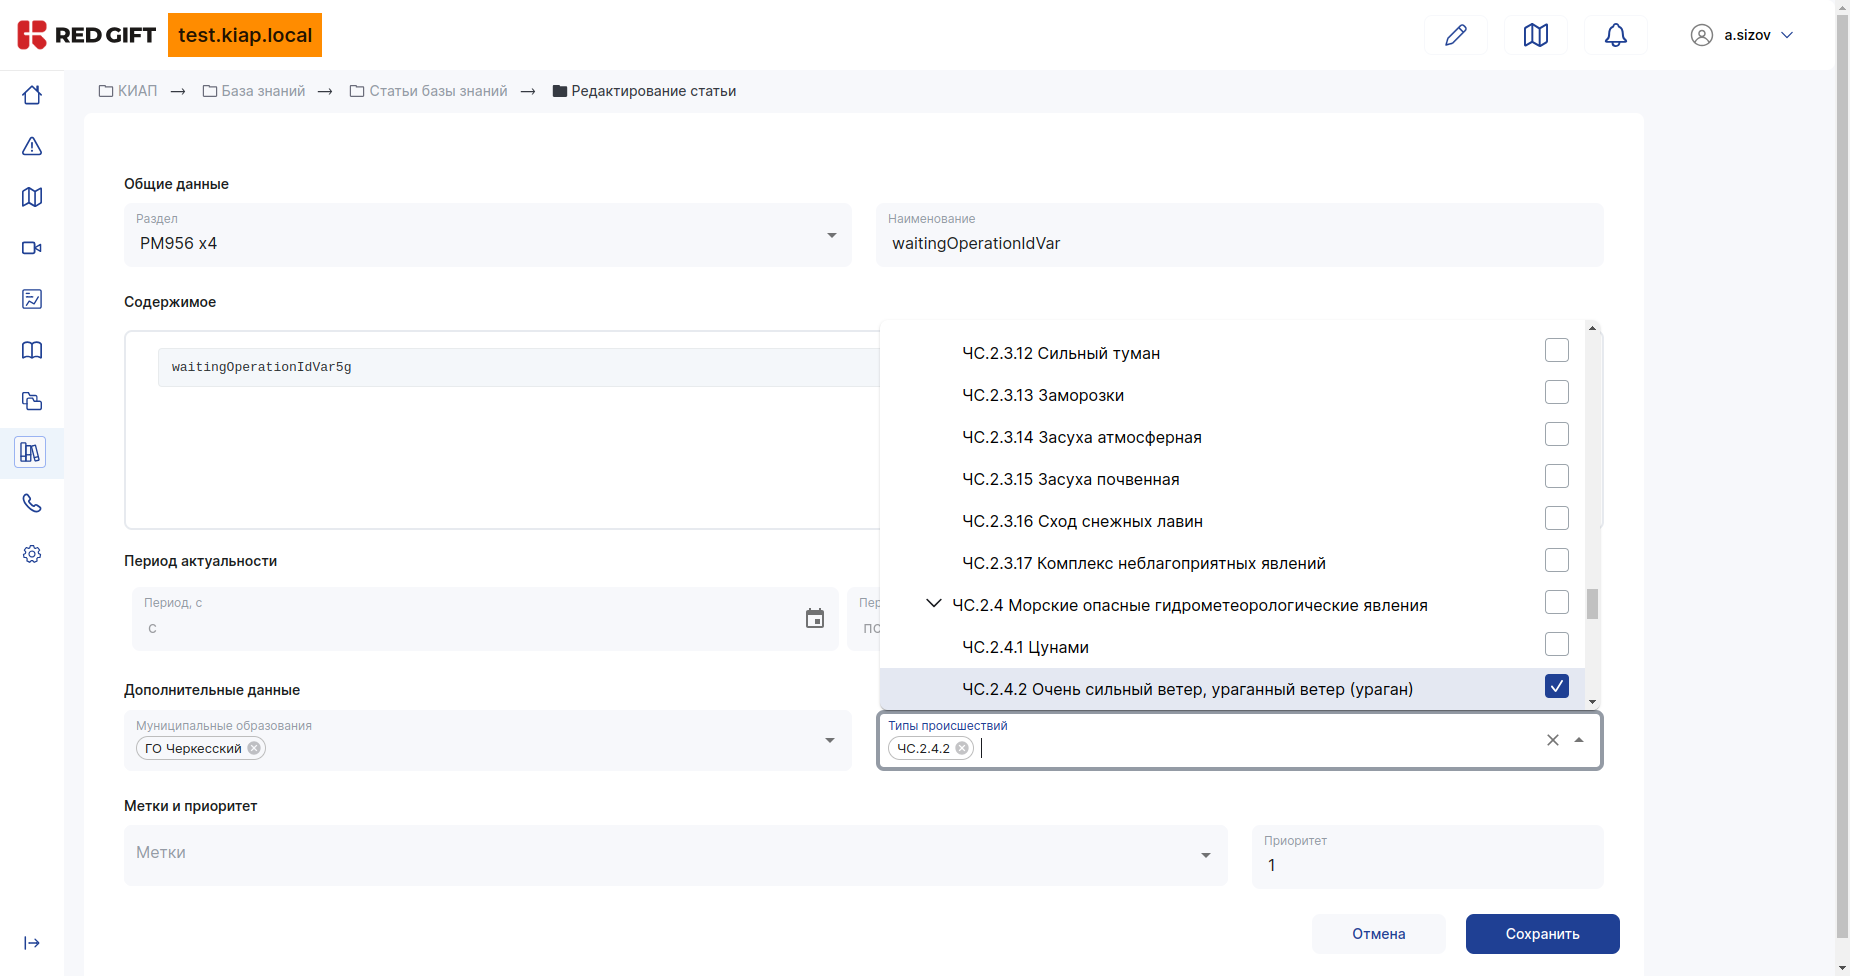 RED GIFT
test.kiap.local
a.sizov
КИАП → База знаний → Статьи базы знаний → Редактирование статьи
Общие данные
Раздел
РМ956 x4
Наименование
waitingOperationIdVar
Содержимое
waitingOperationIdVar5g
ЧС.2.3.12 Сильный туман
ЧС.2.3.13 Заморозки
ЧС.2.3.14 Засуха атмосферная
ЧС.2.3.15 Засуха почвенная
ЧС.2.3.16 Сход снежных лавин
ЧС.2.3.17 Комплекс неблагоприятных явлений
ЧС.2.4 Морские опасные гидрометеорологические явления
ЧС.2.4.1 Цунами
ЧС.2.4.2 Очень сильный ветер, ураганный ветер (ураган)
Период актуальности
Период, с
с
Пер
по
Дополнительные данные
Муниципальные образования
ГО Черкесский
Типы происшествий
ЧС.2.4.2
Метки и приоритет
Метки
Приоритет
1
Отмена
Сохранить